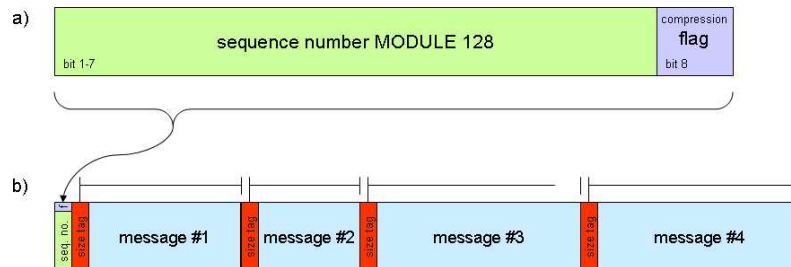 a)
sequence number MODULE 128
bit 1-7
compression
flag
bit 8
b)
f
seq. no.
size tag
message #1
size tag
message #2
size tag
message #3
size tag
message #4